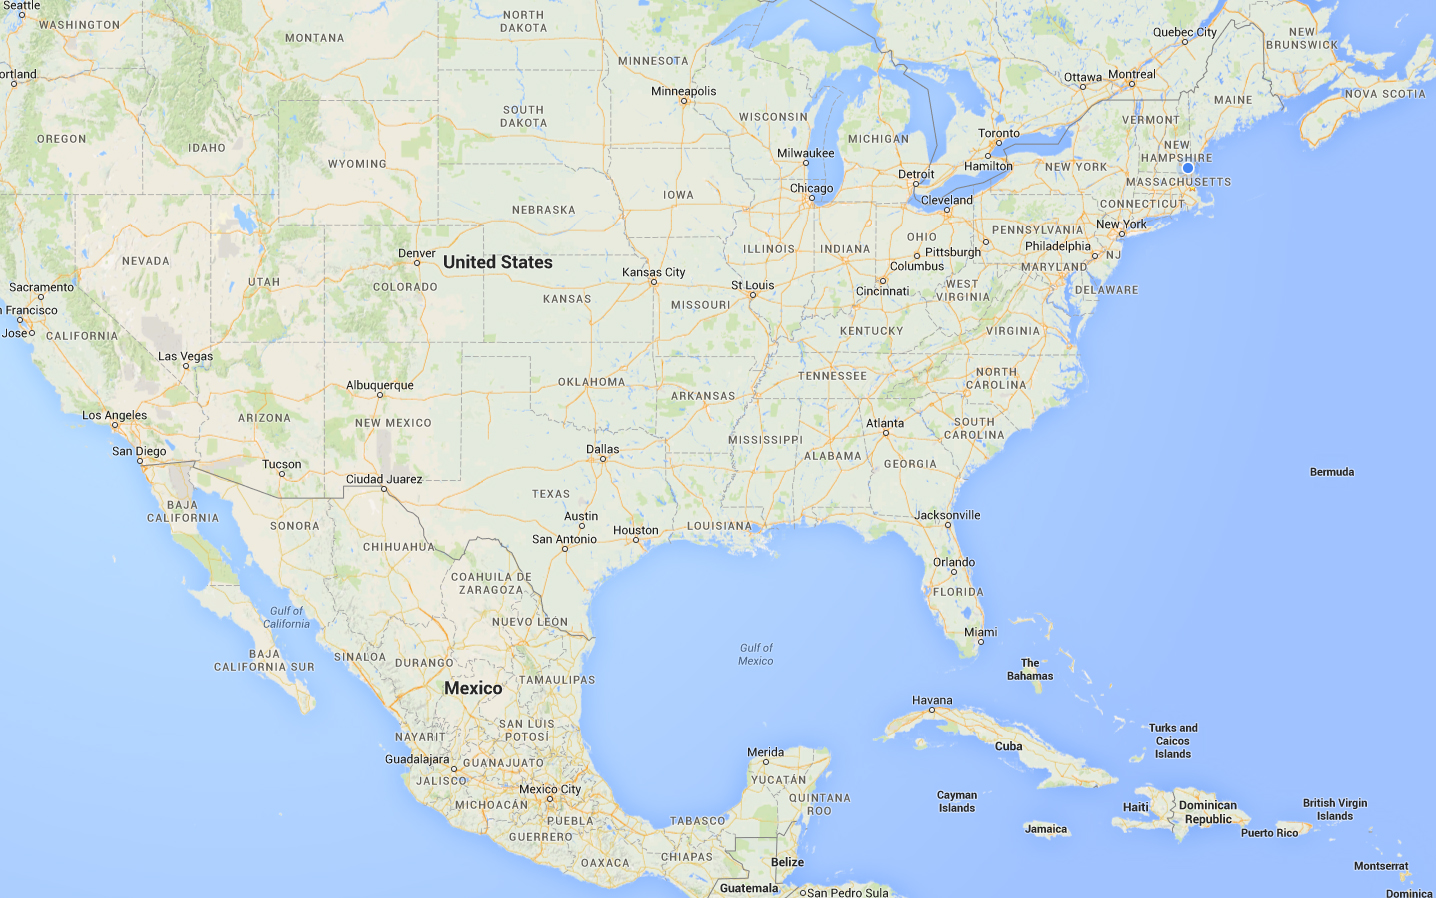 Seattle
WASHINGTON
MONTANA
NORTH
DAKOTA
MINNESOTA
Quebec City
NEW
BRUNSWICK
ortland
Minneapolis
Ottawa
Montreal
MAINE
NOVA SCOTIA
OREGON
IDAHO
SOUTH
DAKOTA
WISCONSIN
MICHIGAN
Toronto
VERMONT
WYOMING
Milwaukee
Hamilton
NEW YORK
NEW
HAMPSHIRE
IOWA
Chicago
Detroit
MASSACHUSETTS
Cleveland
CONNECTICUT
NEBRASKA
New York
NEVADA
UTAH
Denver
COLORADO
United States
Kansas City
ILLINOIS
INDIANA
OHIO
Columbus
Pittsburgh
PENNSYLVANIA
Philadelphia
NJ
MARYLAND
DELAWARE
Sacramento
n Francisco
Jose
CALIFORNIA
KANSAS
MISSOURI
St Louis
Cincinnati
WEST
VIRGINIA
KENTUCKY
VIRGINIA
Las Vegas
Albuquerque
OKLAHOMA
ARKANSAS
TENNESSEE
NORTH
CAROLINA
Los Angeles
ARIZONA
NEW MEXICO
San Diego
Tucson
Ciudad Juarez
Dallas
MISSISSIPPI
ALABAMA
Atlanta
GEORGIA
SOUTH
CAROLINA
Bermuda
BAJA
CALIFORNIA
SONORA
CHIHUAHUA
TEXAS
Austin
San Antonio
Houston
LOUISIANA
Jacksonville
COAHUILA DE
ZARAGOZA
Orlando
FLORIDA
Gulf of
California
NUEVO LEON
Miami
BAJA
CALIFORNIA SUR
SINALOA
DURANGO
Mexico
TAMAULIPAS
Gulf of
Mexico
The
Bahamas
SAN LUIS
POTOSÍ
NAYARIT
Havana
Cuba
Turks and
Caicos
Islands
Guadalajara
JALISCO
GUANAJUATO
Merida
YUCATÁN
QUINTANA
ROO
Mexico City
MICHOACÁN
PUEBLA
GUERRERO
TABASCO
Cayman
Islands
Jamaica
Haiti
Dominican
Republic
Puerto Rico
British Virgin
Islands
OAXACA
CHIAPAS
Belize
Guatemala
San Pedro Sula
Montserrat
Dominica